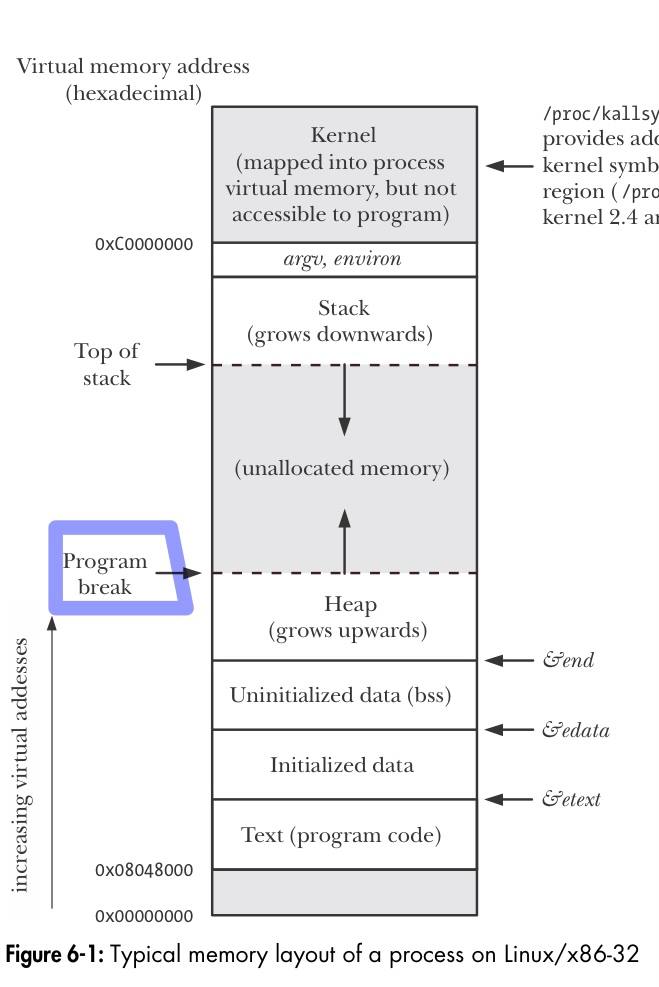 Virtual memory address
(hexadecimal)
Kernel
(mapped into process
virtual memory, but not
accessible to program)
/proc/kallsy
provides add
kernel symb
region (/pro
kernel 2.4 an
0xC0000000
argv, environ
Stack
(grows downwards)
Top of
stack
(unallocated memory)
Program
break
Heap
(grows upwards)
&end
Uninitialized data (bss)
&edata
Initialized data
&etext
Text (program code)
increasing virtual addesses
0x08048000
0x00000000
Figure 6-1: Typical memory layout of a process on Linux/x86-32